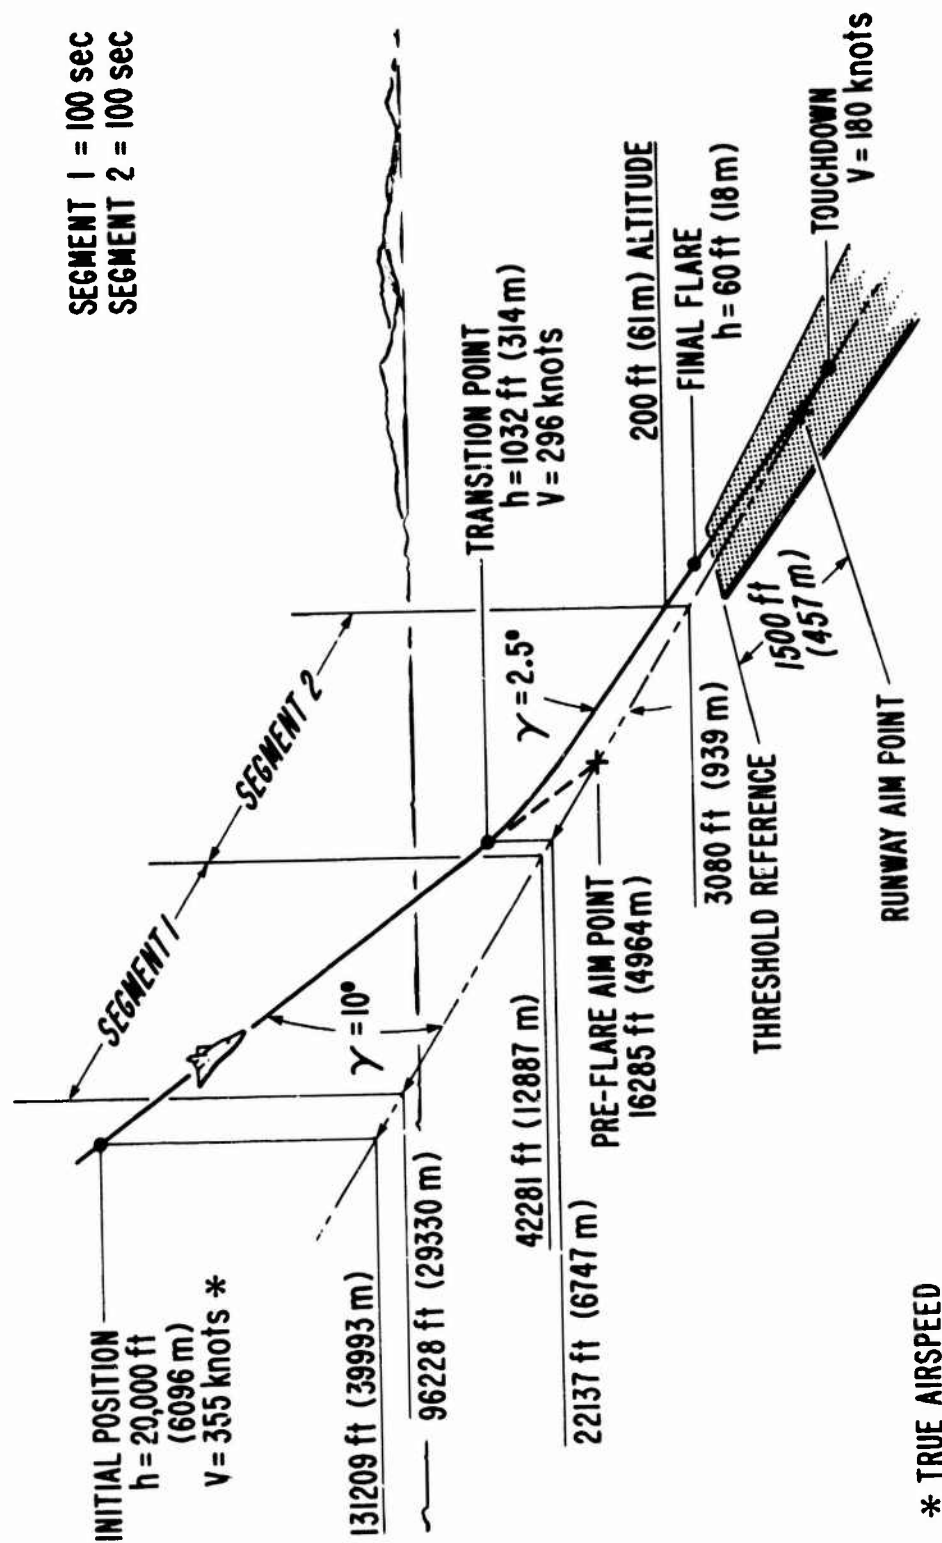 SEGMENT 1 = 100 sec
SEGMENT 2 = 100 sec
INITIAL POSITION
h = 20,000 ft
(6096 m)
V = 355 knots *
SEGMENT 1
SEGMENT 2
γ = 10°
TRANSITION POINT
h = 1032 ft (314 m)
V = 296 knots
γ = 2.5°
200 ft (61 m) ALTITUDE
FINAL FLARE
h = 60 ft (18 m)
TOUCHDOWN
V = 180 knots
131209 ft (39993 m)
96228 ft (29330 m)
42281 ft (12887 m)
22137 ft (6747 m)
PRE-FLARE AIM POINT
16285 ft (4964 m)
3080 ft (939 m)
THRESHOLD REFERENCE
1500 ft
(457 m)
RUNWAY AIM POINT
* TRUE AIRSPEED